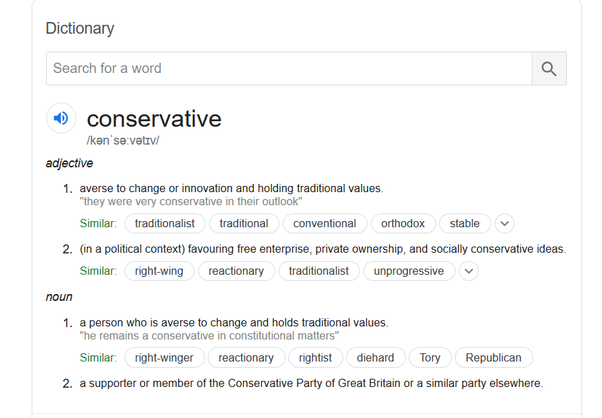 Dictionary
Search for a word
conservative
/kənˈsəːvətɪv/
adjective
1. averse to change or innovation and holding traditional values.
"they were very conservative in their outlook"
Similar: traditionalist traditional conventional orthodox stable
2. (in a political context) favouring free enterprise, private ownership, and socially conservative ideas.
Similar: right-wing reactionary traditionalist unprogressive
noun
1. a person who is averse to change and holds traditional values.
"he remains a conservative in constitutional matters"
Similar: right-winger reactionary rightist diehard Tory Republican
2. a supporter or member of the Conservative Party of Great Britain or a similar party elsewhere.